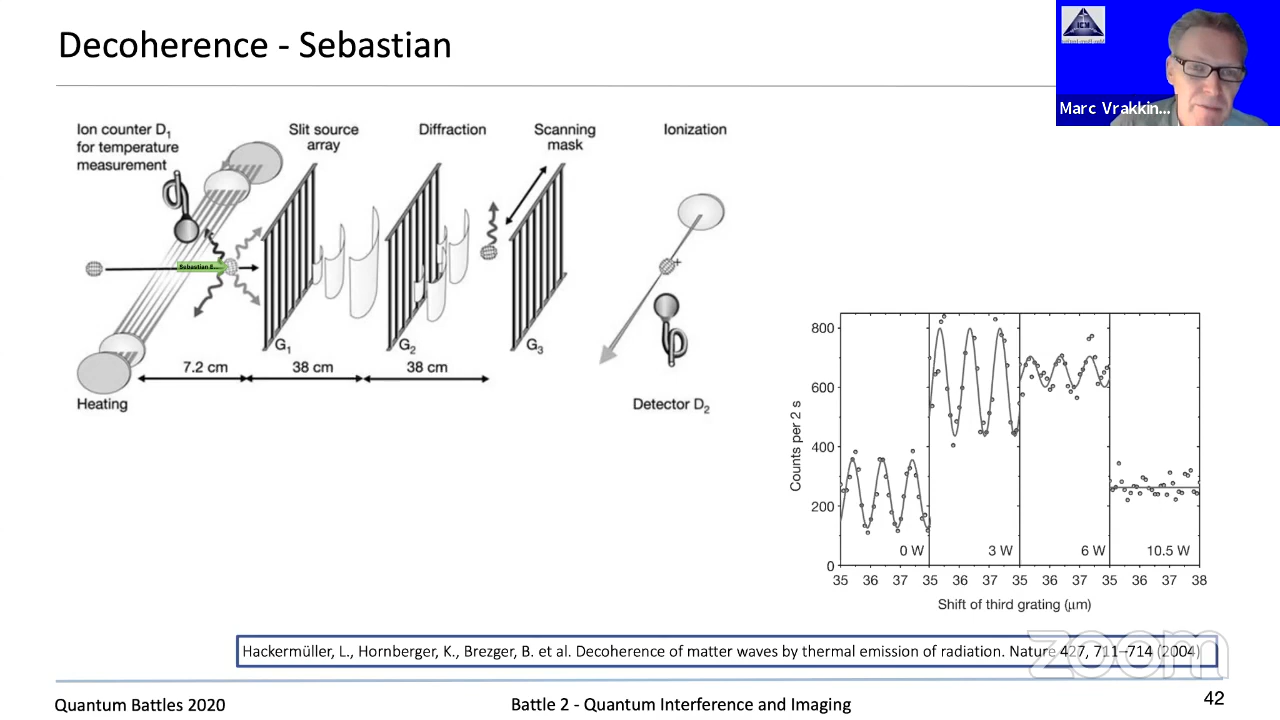 Decoherence - Sebastian
ICM
Marc Vrakkin...
Ion counter D1
for temperature
measurement
Slit source
array
Diffraction
Scanning
mask
Ionization
Sebastian E...
+
G1
G2
G3
7.2 cm
38 cm
38 cm
Heating
Detector D2
Counts per 2 s
800
600
400
200
0
0 W
3 W
6 W
10.5 W
35 36 37 35 36 37 35 36 37 35 36 37 38
Shift of third grating (μm)
Hackermüller, L., Hornberger, K., Brezger, B. et al. Decoherence of matter waves by thermal emission of radiation. Nature 427, 711–714 (2004)
zoom
Quantum Battles 2020
Battle 2 - Quantum Interference and Imaging
42